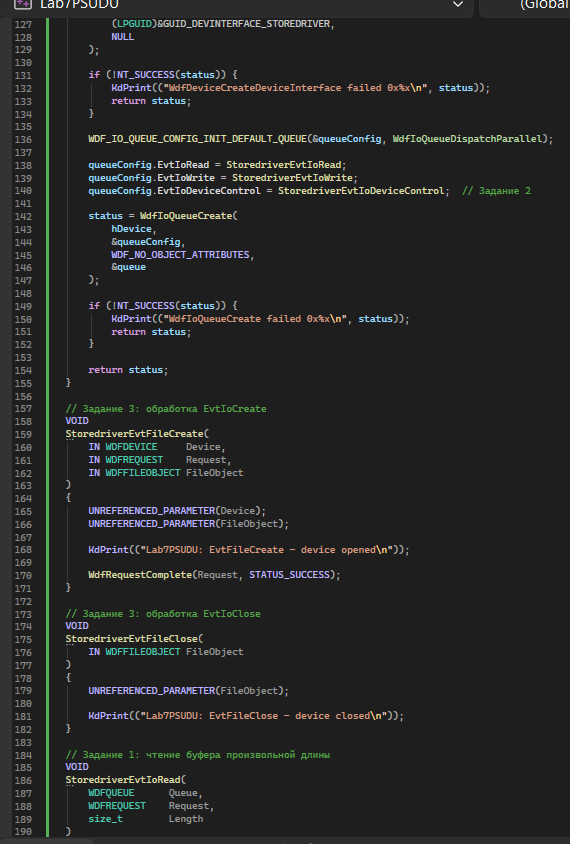 Lab7PSUDU
(Global
127 (LPGUID)&GUID_DEVINTERFACE_STOREDRIVER,
128 NULL
129 );
130
131 if (!NT_SUCCESS(status)) {
132 KdPrint(("WdfDeviceCreateDeviceInterface failed 0x%x\n", status));
133 return status;
134 }
135
136 WDF_IO_QUEUE_CONFIG_INIT_DEFAULT_QUEUE(&queueConfig, WdfIoQueueDispatchParallel);
137
138 queueConfig.EvtIoRead = StoredriverEvtIoRead;
139 queueConfig.EvtIoWrite = StoredriverEvtIoWrite;
140 queueConfig.EvtIoDeviceControl = StoredriverEvtIoDeviceControl; // Задание 2
141
142 status = WdfIoQueueCreate(
143 hDevice,
144 &queueConfig,
145 WDF_NO_OBJECT_ATTRIBUTES,
146 &queue
147 );
148
149 if (!NT_SUCCESS(status)) {
150 KdPrint(("WdfIoQueueCreate failed 0x%x\n", status));
151 return status;
152 }
153
154 return status;
155 }
156
157 // Задание 3: обработка EvtIoCreate
158 VOID
159 StoredriverEvtFileCreate(
160 IN WDFDEVICE Device,
161 IN WDFREQUEST Request,
162 IN WDFFILEOBJECT FileObject
163 )
164 {
165 UNREFERENCED_PARAMETER(Device);
166 UNREFERENCED_PARAMETER(FileObject);
167
168 KdPrint(("Lab7PSUDU: EvtFileCreate - device opened\n"));
169
170 WdfRequestComplete(Request, STATUS_SUCCESS);
171 }
172
173 // Задание 3: обработка EvtIoClose
174 VOID
175 StoredriverEvtFileClose(
176 IN WDFFILEOBJECT FileObject
177 )
178 {
179 UNREFERENCED_PARAMETER(FileObject);
180
181 KdPrint(("Lab7PSUDU: EvtFileClose - device closed\n"));
182 }
183
184 // Задание 1: чтение буфера произвольной длины
185 VOID
186 StoredriverEvtIoRead(
187 WDFQUEUE Queue,
188 WDFREQUEST Request,
189 size_t Length
190 )